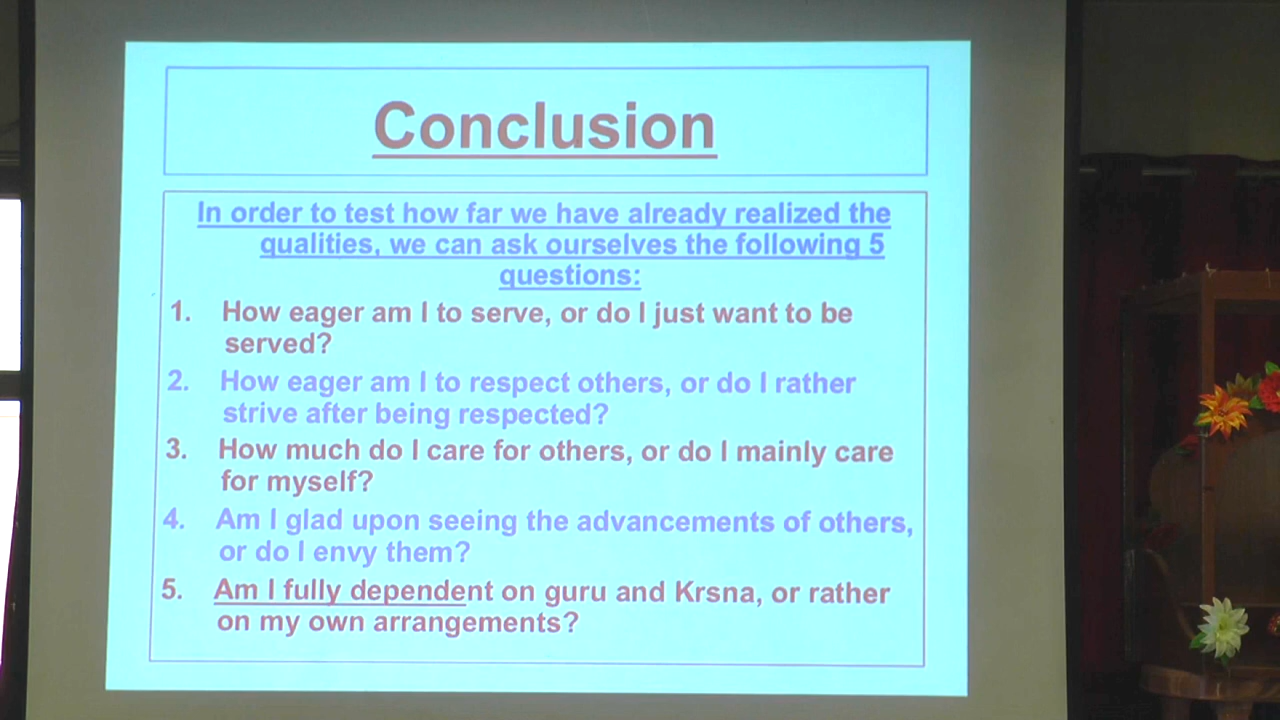 Conclusion
In order to test how far we have already realized the
qualities, we can ask ourselves the following 5
questions:
1. How eager am I to serve, or do I just want to be
served?
2. How eager am I to respect others, or do I rather
strive after being respected?
3. How much do I care for others, or do I mainly care
for myself?
4. Am I glad upon seeing the advancements of others,
or do I envy them?
5. Am I fully dependent on guru and Krsna, or rather
on my own arrangements?